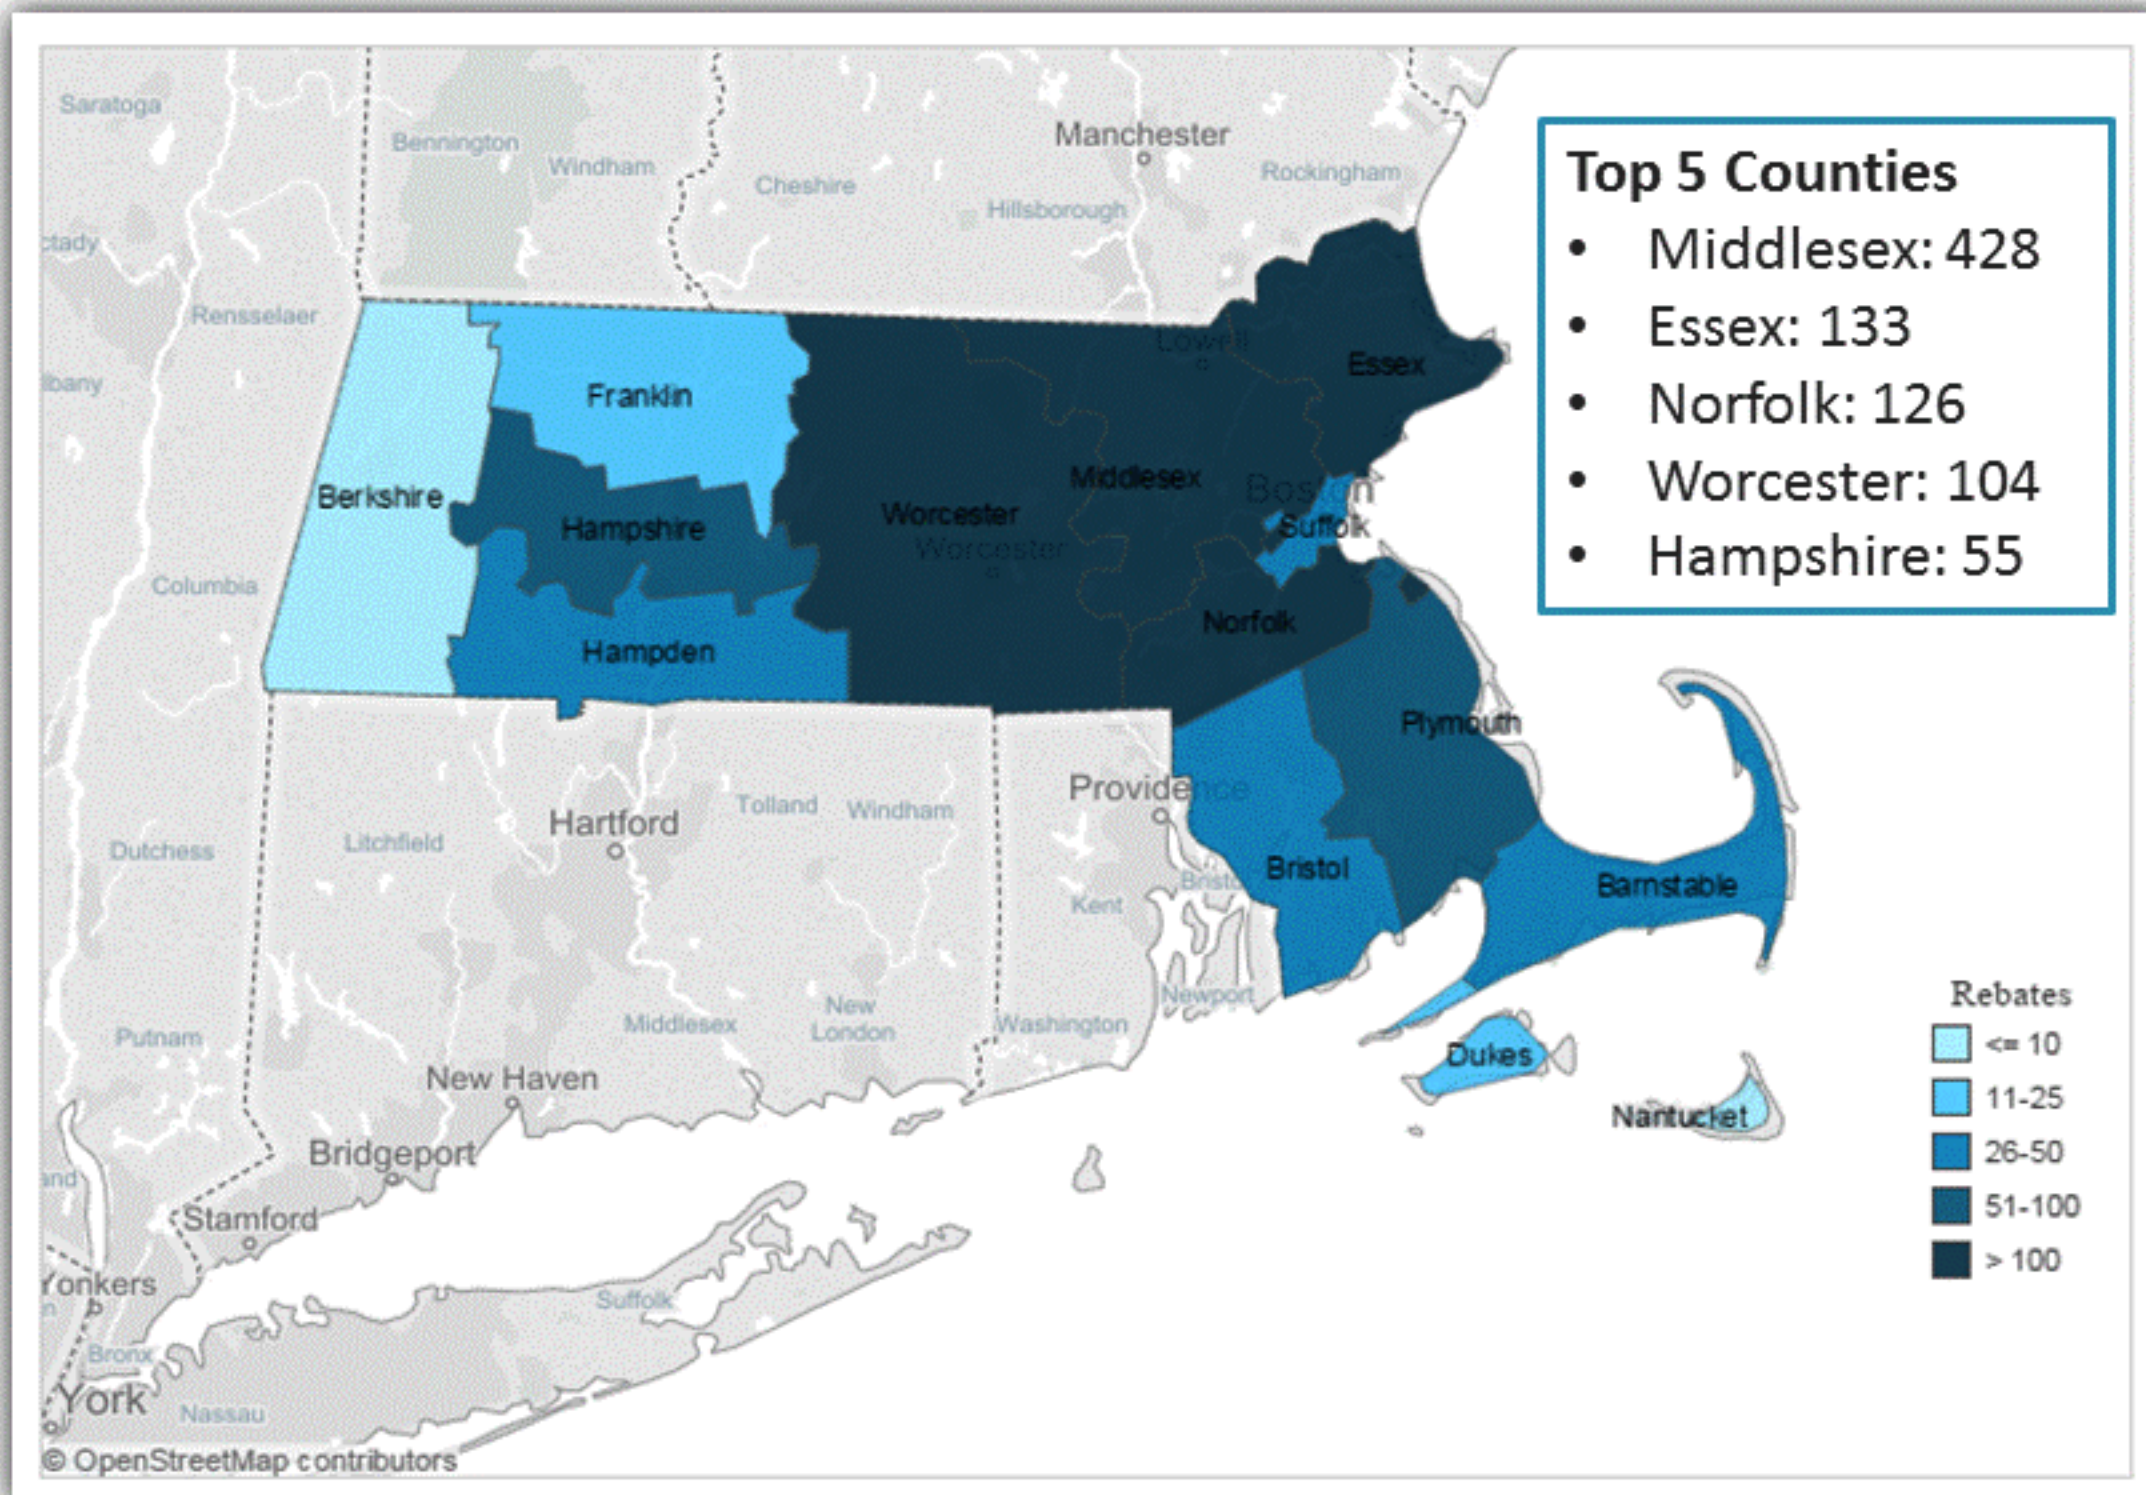 Saratoga
Bennington
Windham
Manchester
Cheshire
Rockingham
Hillsborough
ctady
Rensselaer
lbany
Columbia
Lowell
Essex
Franklin
Berkshire
Middlesex
Boston
Worcester
Suffolk
Hampshire
Worcester
Norfolk
Hampden
Plymouth
Top 5 Counties
• Middlesex: 428
• Essex: 133
• Norfolk: 126
• Worcester: 104
• Hampshire: 55
Providence
Tolland
Windham
Hartford
Litchfield
Dutchess
Bristol
Barnstable
Kent
Newport
New
London
Middlesex
Washington
Putnam
Dukes
New Haven
Nantucket
Bridgeport
Stamford
Yonkers
Suffolk
Bronx
York
Nassau
Rebates
<= 10
11-25
26-50
51-100
> 100
© OpenStreetMap contributors